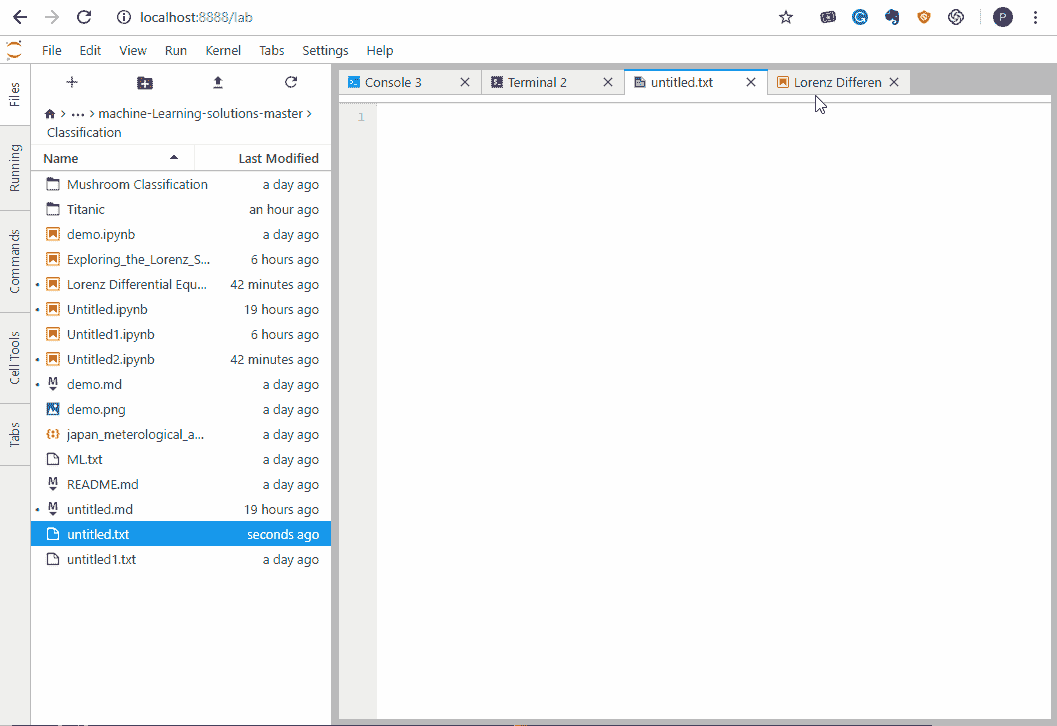 localhost:8888/lab
P
File Edit View Run Kernel Tabs Settings Help
Files
Running
Commands
Cell Tools
Tabs
… > machine-Learning-solutions-master >
Classification
Name Last Modified
Mushroom Classification a day ago
Titanic an hour ago
demo.ipynb a day ago
Exploring_the_Lorenz_S... 6 hours ago
Lorenz Differential Equ... 42 minutes ago
Untitled.ipynb 19 hours ago
Untitled1.ipynb 6 hours ago
Untitled2.ipynb 42 minutes ago
demo.md a day ago
demo.png a day ago
japan_meterological_a... a day ago
ML.txt a day ago
README.md a day ago
untitled.md 19 hours ago
untitled.txt seconds ago
untitled1.txt a day ago
Console 3 Terminal 2 untitled.txt Lorenz Differen
1